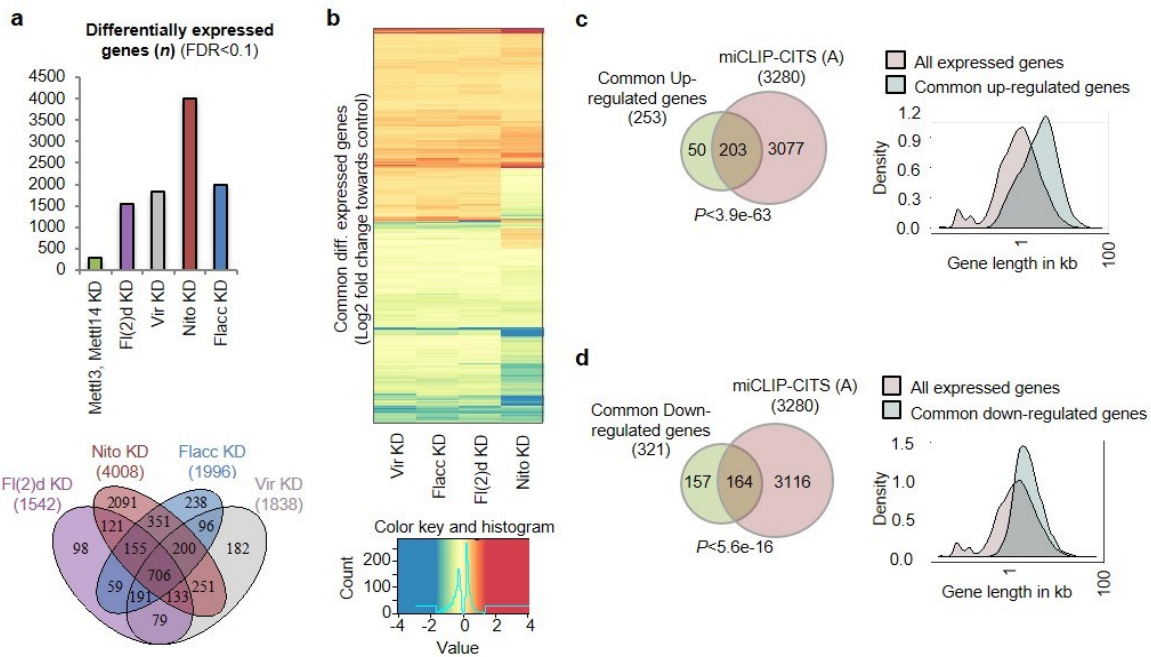 a
Differentially expressed
genes (n) (FDR<0.1)
4500
4000
3500
3000
2500
2000
1500
1000
500
0
Mettl3, Mettl14 KD
Fl(2)d KD
Vir KD
Nito KD
Flacc KD
Nito KD
(4008)
Flacc KD
(1996)
Fl(2)d KD
(1542)
Vir KD
(1838)
2091
238
121
351
96
98
155
200
182
706
59
191
133
251
79
b
Common diff. expressed genes
(Log2 fold change towards control)
Vir KD
Flacc KD
Fl(2)d KD
Nito KD
Color key and histogram
Count
200
100
0
-4
-2
0
2
4
Value
c
miCLIP-CITS (A)
(3280)
Common Up-
regulated genes
(253)
50
203
3077
P<3.9e-63
All expressed genes
Common up-regulated genes
Density
1.2
0.9
0.6
0.3
0.0
1
100
Gene length in kb
d
miCLIP-CITS (A)
(3280)
Common Down-
regulated genes
(321)
157
164
3116
P<5.6e-16
All expressed genes
Common down-regulated genes
Density
1.5
1.0
0.5
0.0
1
100
Gene length in kb